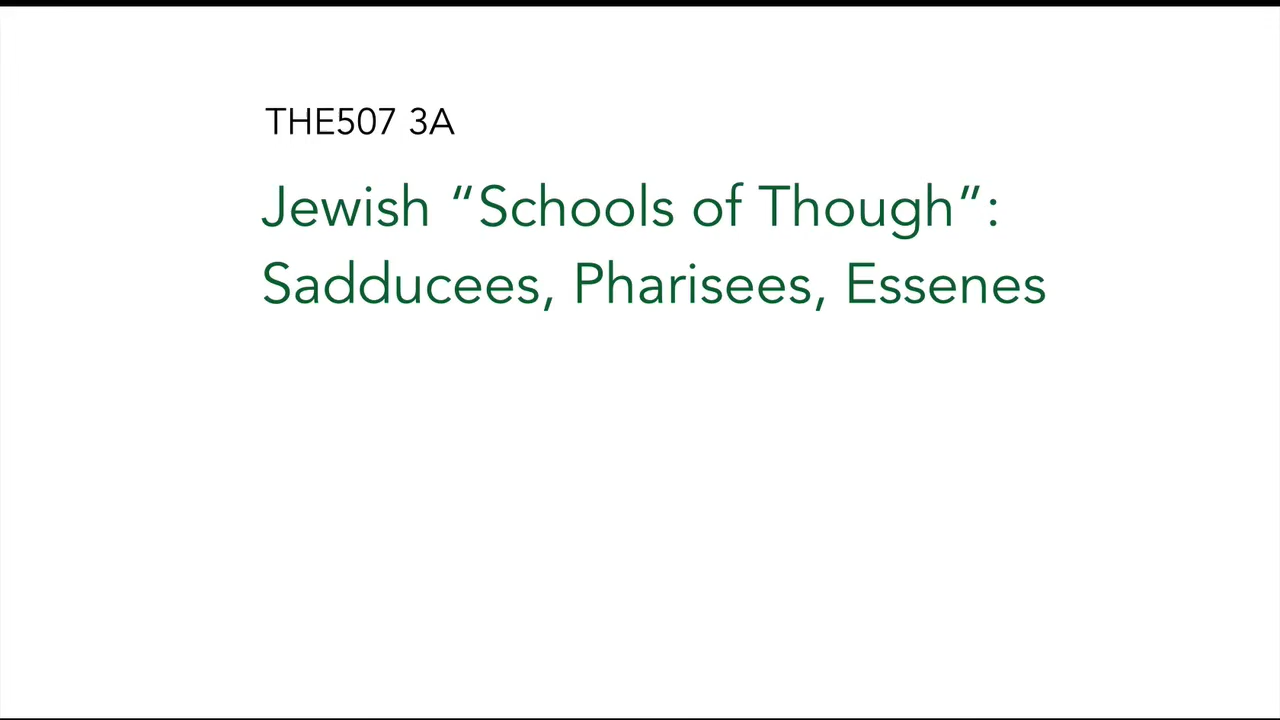 THE507 3A
Jewish “Schools of Though”:
Sadducees, Pharisees, Essenes